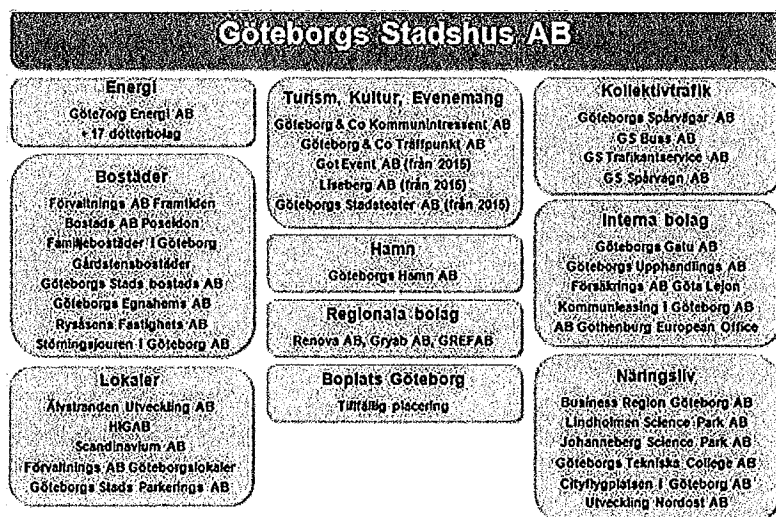 Göteborgs Stadshus AB
Energi
Göte7org Energi AB
+ 17 dotterbolag
Bostäder
Förvaltnings AB Framtiden
Bostads AB Poseidon
Familjebostäder i Göteborg
Gårdstensbostäder
Göteborgs Stads bostads AB
Göteborgs Egnahems AB
Rysåsens Fastighets AB
Störningsjouren i Göteborg AB
Lokaler
Älvstranden Utveckling AB
HIGAB
Scandinavium AB
Förvaltnings AB Göteborgslokaler
Göteborgs Stads Parkerings AB
Turism, Kultur, Evenemang
Göteborg & Co Kommunintressent AB
Göteborg & Co Träffpunkt AB
Got Event AB (från 2015)
Liseberg AB (från 2015)
Göteborgs Stadsteater AB (från 2015)
Hamn
Göteborgs Hamn AB
Regionala bolag
Renova AB, Gryab AB, GREFAB
Boplats Göteborg
Tillfällig placering
Kollektivtrafik
Göteborgs Spårvägar AB
GS Buss AB
GS Trafikantservice AB
GS Spårvagn AB
Interna bolag
Göteborgs Gatu AB
Göteborgs Upphandlings AB
Försäkrings AB Göta Lejon
Kommunleasing i Göteborg AB
AB Gothenburg European Office
Näringsliv
Business Region Göteborg AB
Lindholmen Science Park AB
Johanneberg Science Park AB
Göteborgs Tekniska College AB
Cityflygplatsen i Göteborg AB
Utveckling Nordost AB